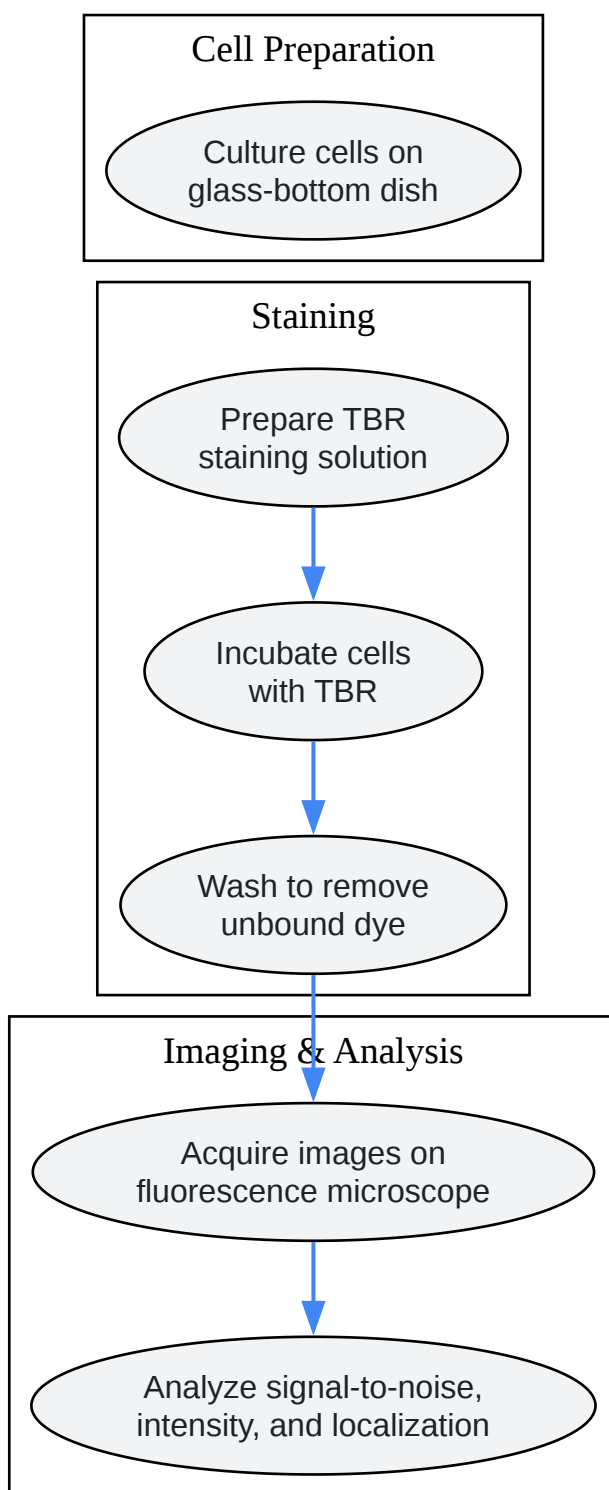 Cell Preparation
Culture cells on
glass-bottom dish
Staining
Prepare TBR
staining solution
Incubate cells
with TBR
Wash to remove
unbound dye
Imaging & Analysis
Acquire images on
fluorescence microscope
Analyze signal-to-noise,
intensity, and localization